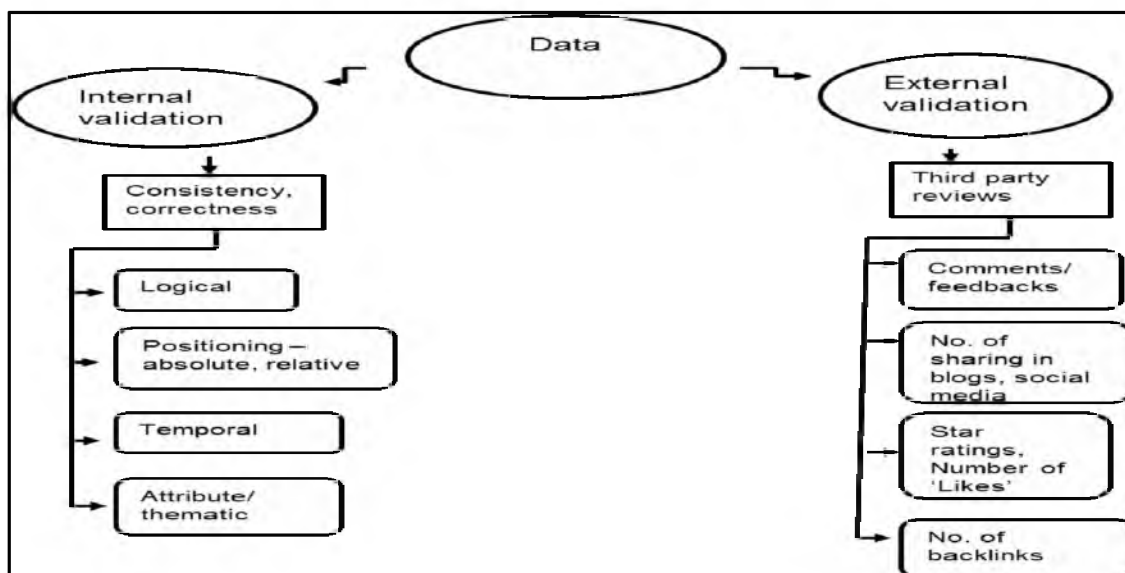 Data
Internal
validation
External
validation
Consistency,
correctness
Third party
reviews
Logical
Positioning –
absolute, relative
Temporal
Attribute/
thematic
Comments/
feedbacks
No. of
sharing in
blogs, social
media
Star
ratings,
Number of
‘Likes’
No. of
backlinks